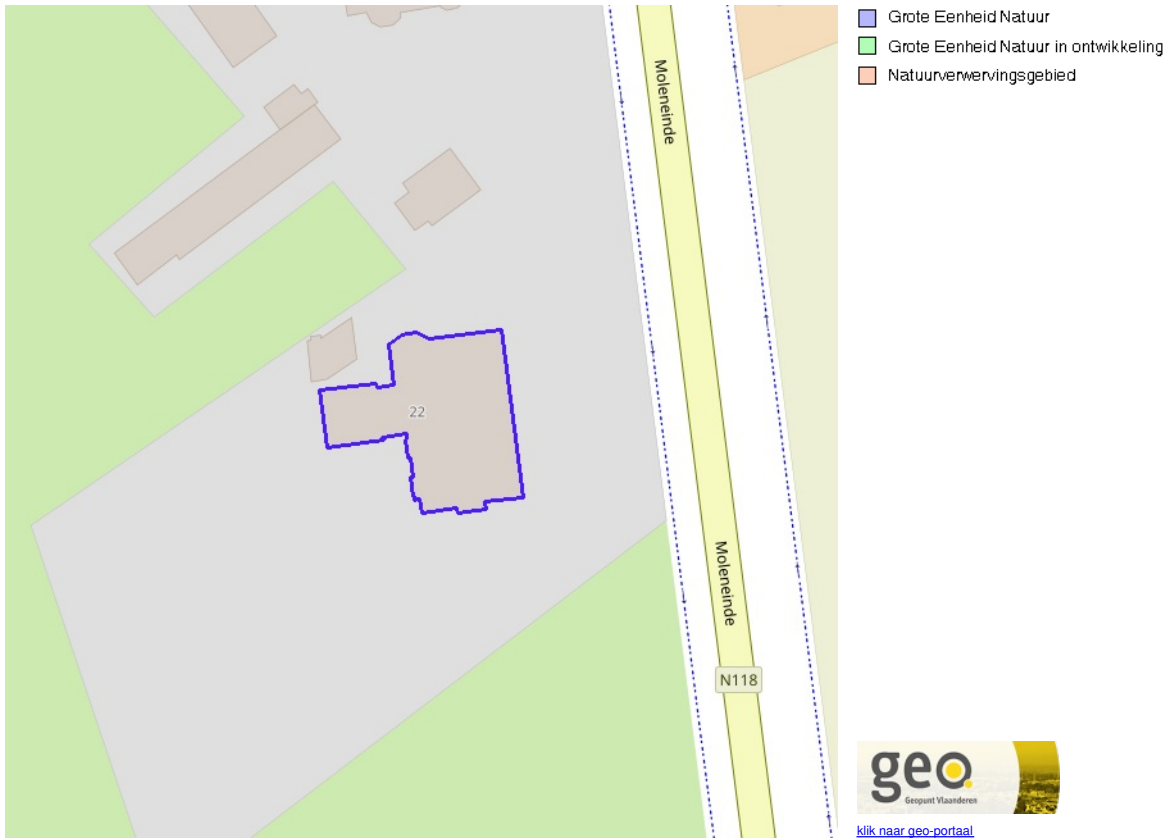 Grote Eenheid Natuur
Grote Eenheid Natuur in ontwikkeling
Natuurverwervingsgebied
Moleneinde
22
Moleneinde
N118
geo
Geopunt Vlaanderen
klik naar geo-portaal